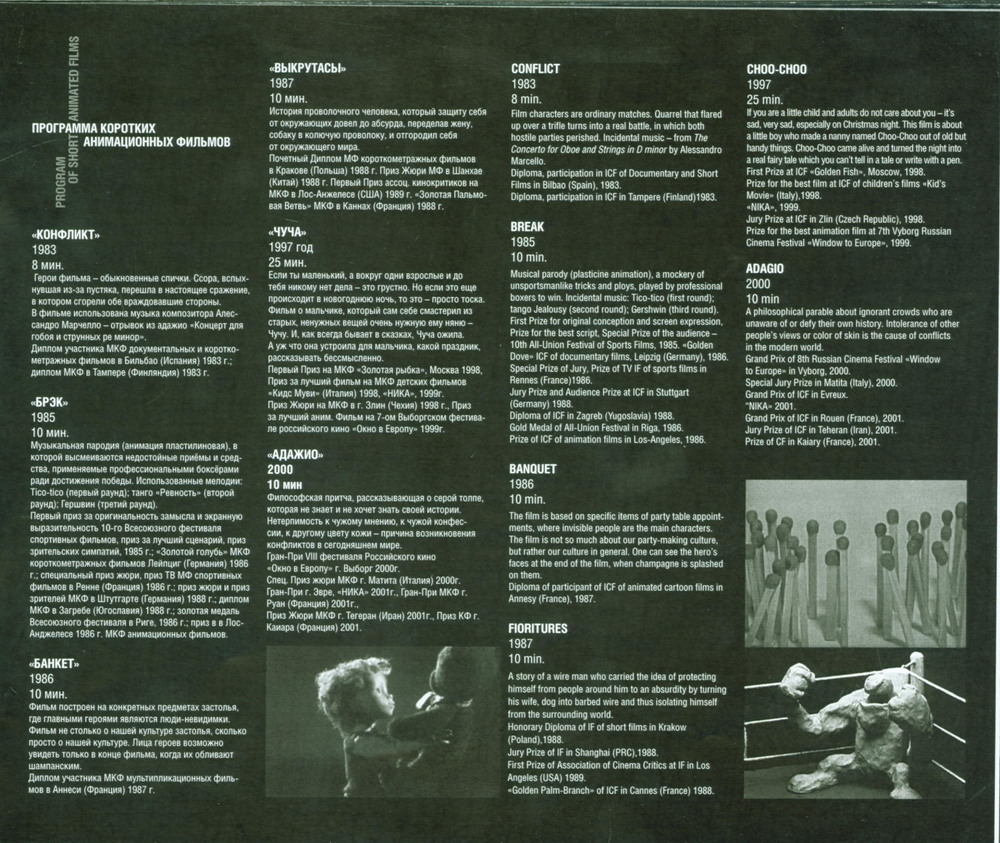 PROGRAM
OF SHORT ANIMATED FILMS
ПРОГРАММА КОРОТКИХ
АНИМАЦИОННЫХ ФИЛЬМОВ
«КОНФЛИКТ»
1983
8 мин.
Герои фильма – обыкновенные спички. Ссора, вспых-
нувшая из-за пустяка, перешла в настоящее сражение,
в котором сгорели обе враждовавшие стороны.
В фильме использована музыка композитора Алес-
сандро Марчелло – отрывок из адажио «Концерт для
гобоя и струнных ре минор».
Диплом участника МКФ документальных и коротко-
метражных фильмов в Бильбао (Испания) 1983 г.;
диплом МКФ в Тампере (Финляндия) 1983 г.
«БРЭК»
1985
10 мин.
Музыкальная пародия (анимация пластилиновая), в
которой высмеиваются недостойные приёмы и сред-
ства, применяемые профессиональными боксёрами
ради достижения победы. Использованные мелодии:
Tico-tico (первый раунд); танго «Ревность» (второй
раунд); Гершвин (третий раунд).
Первый приз за оригинальность замысла и экранную
выразительность 10-го Всесоюзного фестиваля
спортивных фильмов, приз за лучший сценарий, приз
зрительских симпатий, 1985 г.; «Золотой голубь» МКФ
короткометражных фильмов Лейпциг (Германия) 1986
г.; специальный приз жюри, приз ТВ МФ спортивных
фильмов в Ренне (Франция) 1986 г.; приз жюри и приз
зрителей МКФ в Штутгарте (Германия) 1988 г.; диплом
МКФ в Загребе (Югославия) 1988 г.; золотая медаль
Всесоюзного фестиваля в Риге, 1986 г.; приз в в Лос-
Анджелесе 1986 г. МКФ анимационных фильмов.
«БАНКЕТ»
1986
10 мин.
Фильм построен на конкретных предметах застолья,
где главными героями являются люди-невидимки.
Фильм не столько о нашей культуре застолья, сколько
просто о нашей культуре. Лица героев возможно
увидеть только в конце фильма, когда их обливают
шампанским.
Диплом участника МКФ мультипликационных филь-
мов в Аннеси (Франция) 1987 г.
«ВЫКРУТАСЫ»
1987
10 мин.
История проволочного человека, который защиту себя
от окружающих довел до абсурда, переделав жену,
собаку в колючую проволоку, и отгородил себя
от окружающего мира.
Почетный Диплом МФ короткометражных фильмов
в Кракове (Польша) 1988 г. Приз Жюри МФ в Шанхае
(Китай) 1988 г. Первый Приз ассоц. кинокритиков на
МКФ в Лос-Анжелесе (США) 1989 г. «Золотая Пальмо-
вая Ветвь» МКФ в Каннах (Франция) 1988 г.
«ЧУЧА»
1997 год
25 мин.
Если ты маленький, а вокруг одни взрослые и до
тебя никому нет дела – это грустно. Но если это еще
происходит в новогоднюю ночь, то это – просто тоска.
Фильм о мальчике, который сам себе смастерил из
старых, ненужных вещей очень нужную ему няню –
Чучу. И, как всегда бывает в сказках, Чуча ожила.
А уж что она устроила для мальчика, какой праздник,
рассказывать бессмысленно.
Первый Приз на МКФ «Золотая рыбка», Москва 1998,
Приз за лучший фильм на МКФ детских фильмов
«Кидс Муви» (Италия) 1998, «НИКА», 1999г.
Приз Жюри на МКФ в г. Злин (Чехия) 1998 г., Приз
за лучший аним. Фильм на 7-ом Выборгском фестива-
ле российского кино «Окно в Европу» 1999г.
«АДАЖИО»
2000
10 мин
Философская притча, рассказывающая о серой толпе,
которая не знает и не хочет знать своей истории.
Нетерпимость к чужому мнению, к чужой конфес-
сии, к другому цвету кожи – причина возникновения
конфликтов в сегодняшнем мире.
Гран-При VIII фестиваля Российского кино
«Окно в Европу» г. Выборг 2000г.
Спец. Приз жюри МКФ г. Матита (Италия) 2000г.
Гран-При г. Эвре, «НИКА» 2001г., Гран-При МКФ г.
Руан (Франция) 2001г.,
Приз Жюри МКФ г. Тегеран (Иран) 2001г., Приз КФ г.
Каиара (Франция) 2001.
CONFLICT
1983
8 min.
Film characters are ordinary matches. Quarrel that flared
up over a trifle turns into a real battle, in which both
hostile parties perished. Incidental music – from The
Concerto for Oboe and Strings in D minor by Alessandro
Marcello.
Diploma, participation in ICF of Documentary and Short
Films in Bilbao (Spain), 1983.
Diploma, participation in ICF in Tampere (Finland)1983.
BREAK
1985
10 min.
Musical parody (plasticine animation), a mockery of
unsportsmanlike tricks and ploys, played by professional
boxers to win. Incidental music: Tico-tico (first round);
tango Jealousy (second round); Gershwin (third round).
First Prize for original conception and screen expression,
Prize for the best script, Special Prize of the audience –
10th All-Union Festival of Sports Films, 1985. «Golden
Dove» ICF of documentary films, Leipzig (Germany), 1986.
Special Prize of Jury, Prize of TV IF of sports films in
Rennes (France)1986.
Jury Prize and Audience Prize at ICF in Stuttgart
(Germany) 1988.
Diploma of ICF in Zagreb (Yugoslavia) 1988.
Gold Medal of All-Union Festival in Riga, 1986.
Prize of ICF of animation films in Los-Angeles, 1986.
BANQUET
1986
10 min.
The film is based on specific items of party table appoint-
ments, where invisible people are the main characters.
The film is not so much about our party-making culture,
but rather our culture in general. One can see the hero's
faces at the end of the film, when champagne is splashed
on them.
Diploma of participant of ICF of animated cartoon films in
Annesy (France), 1987.
FIORITURES
1987
10 min.
A story of a wire man who carried the idea of protecting
himself from people around him to an absurdity by turning
his wife, dog into barbed wire and thus isolating himself
from the surrounding world.
Honorary Diploma of IF of short films in Krakow
(Poland),1988.
Jury Prize of IF in Shanghai (PRC),1988.
First Prize of Association of Cinema Critics at IF in Los
Angeles (USA) 1989.
«Golden Palm-Branch» of ICF in Cannes (France) 1988.
CHOO-CHOO
1997
25 min.
If you are a little child and adults do not care about you – it's
sad, very sad, especially on Christmas night. This film is about
a little boy who made a nanny named Choo-Choo out of old but
handy things. Choo-Choo came alive and turned the night into
a real fairy tale which you can't tell in a tale or write with a pen.
First Prize at ICF «Golden Fish», Moscow, 1998.
Prize for the best film at ICF of children's films «Kid's
Movie» (Italy),1998.
«NIKA», 1999.
Jury Prize at ICF in Zlin (Czech Republic), 1998.
Prize for the best animation film at 7th Vyborg Russian
Cinema Festival «Window to Europe», 1999.
ADAGIO
2000
10 min
A philosophical parable about ignorant crowds who are
unaware of or defy their own history. Intolerance of other
people's views or color of skin is the cause of conflicts
in the modern world.
Grand Prix of 8th Russian Cinema Festival «Window
to Europe» in Vyborg, 2000.
Special Jury Prize in Matita (Italy), 2000.
Grand Prix of ICF in Evreux.
"NIKA» 2001.
Grand Prix of ICF in Rouen (France), 2001.
Jury Prize of ICF in Teheran (Iran), 2001.
Prize of CF in Kaiary (France), 2001.